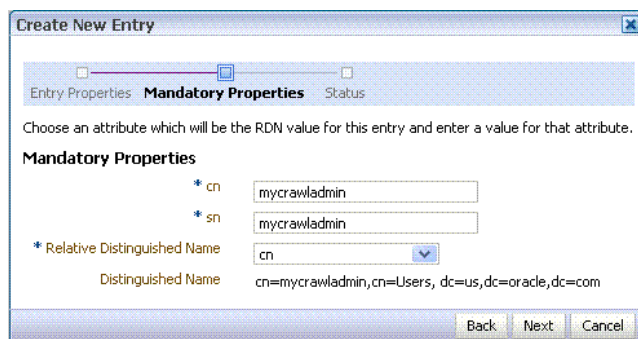 Create New Entry
Entry Properties Mandatory Properties Status
Choose an attribute which will be the RDN value for this entry and enter a value for that attribute.
Mandatory Properties
* cn mycrawladmin
* sn mycrawladmin
* Relative Distinguished Name cn
Distinguished Name cn=mycrawladmin,cn=Users, dc=us,dc=oracle,dc=com
Back Next Cancel